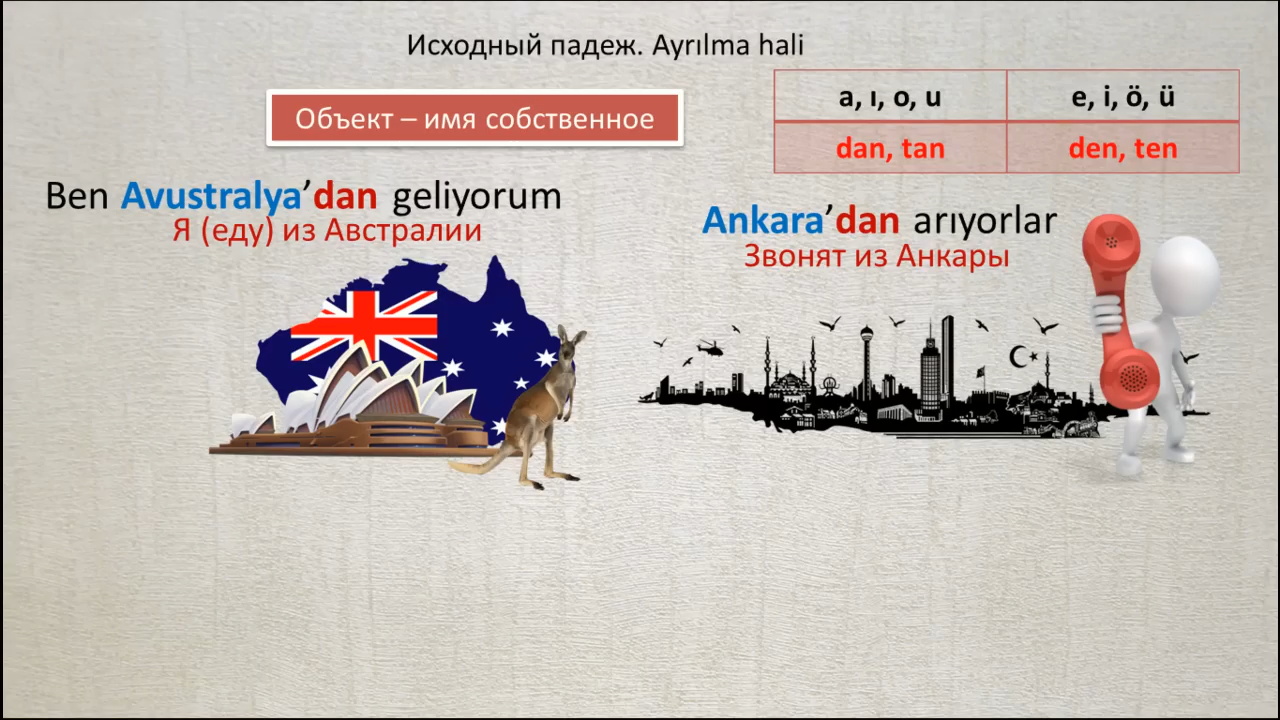 Исходный падеж. Ayrılma hali
Объект – имя собственное
a, ı, o, u
e, i, ö, ü
dan, tan
den, ten
Ben Avustralya’dan geliyorum
Я (еду) из Австралии
Ankara’dan arıyorlar
Звонят из Анкары